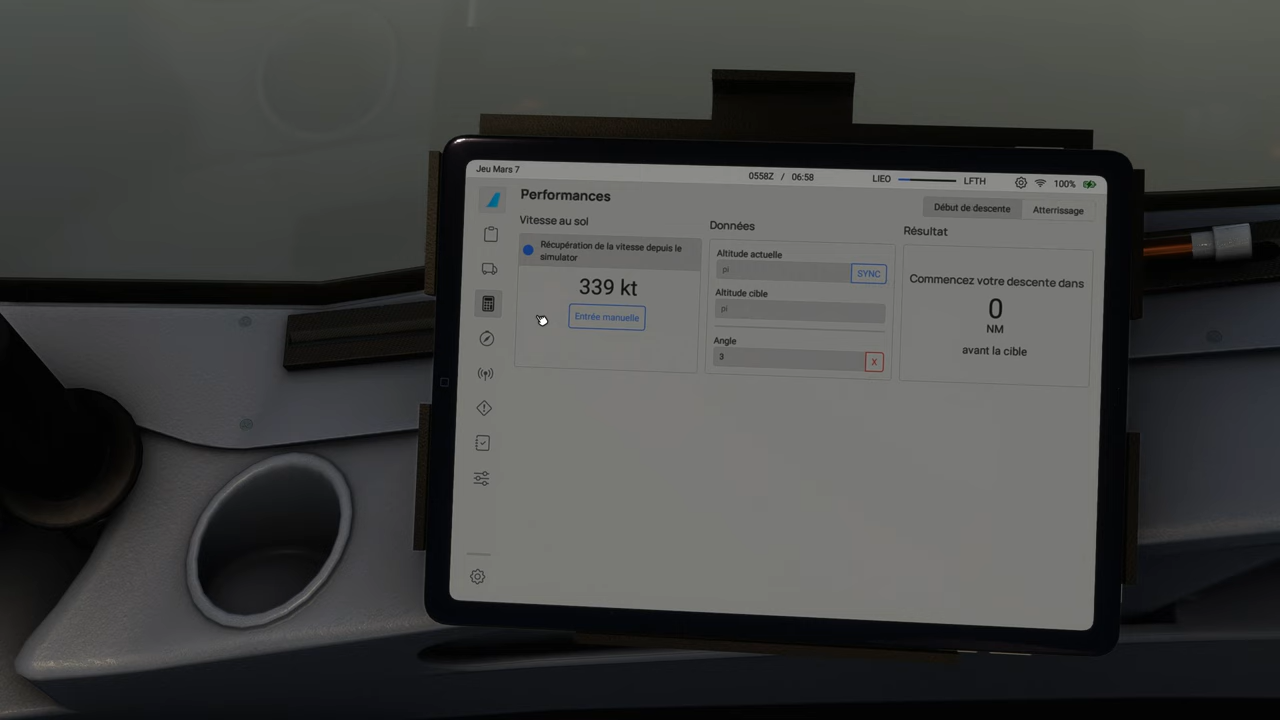 Jeu Mars 7
0558Z / 06:58
LIEO
LFTH
100%
Performances
Début de descente
Atterrissage
Vitesse au sol
Récupération de la vitesse depuis le
simulator
339 kt
Entrée manuelle
Données
Altitude actuelle
pi
SYNC
Altitude cible
pi
Angle
3
X
Résultat
Commencez votre descente dans
0
NM
avant la cible